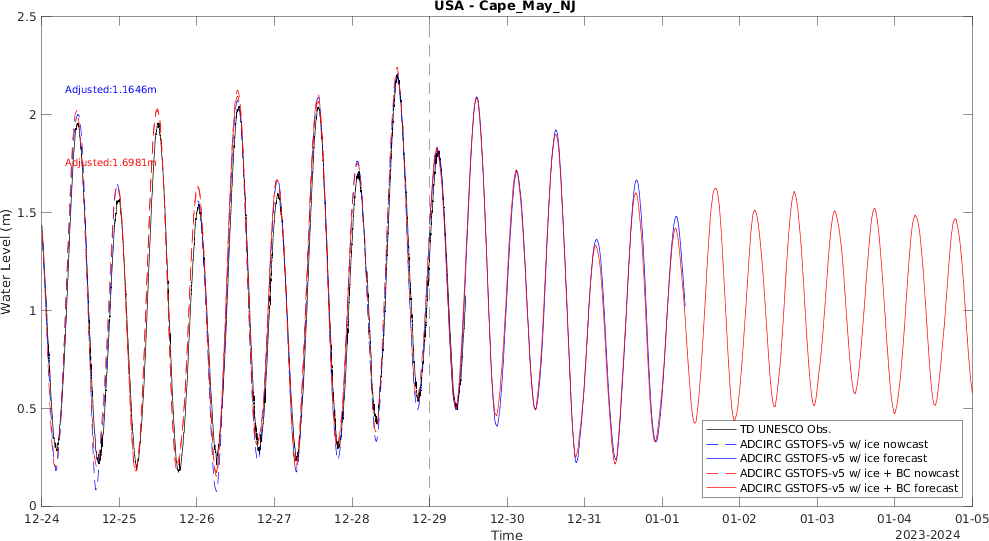 USA - Cape_May_NJ
2.5
2
1.5
1
0.5
0
Water Level (m)
Adjusted:1.1646m
Adjusted:1.6981m
TD UNESCO Obs.
ADCIRC GSTOFS-v5 w/ ice nowcast
ADCIRC GSTOFS-v5 w/ ice forecast
ADCIRC GSTOFS-v5 w/ ice + BC nowcast
ADCIRC GSTOFS-v5 w/ ice + BC forecast
12-24 12-25 12-26 12-27 12-28 12-29 12-30 12-31 01-01 01-02 01-03 01-04 01-05
Time
2023-2024